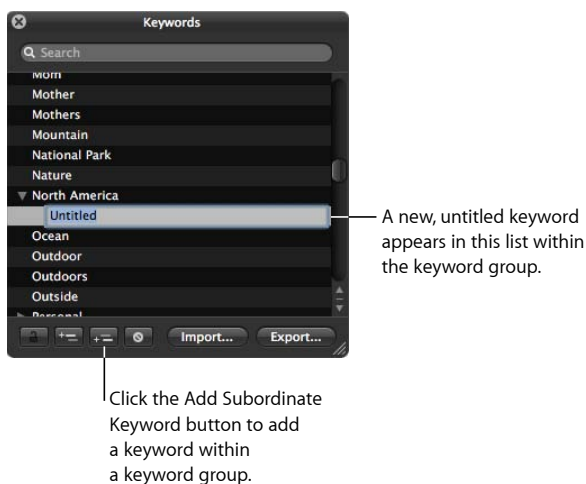 Keywords
Search
Mom
Mother
Mothers
Mountain
National Park
Nature
North America
Untitled
Ocean
Outdoor
Outdoors
Outside
Personal
Import...
Export...
A new, untitled keyword
appears in this list within
the keyword group.
Click the Add Subordinate
Keyword button to add
a keyword within
a keyword group.